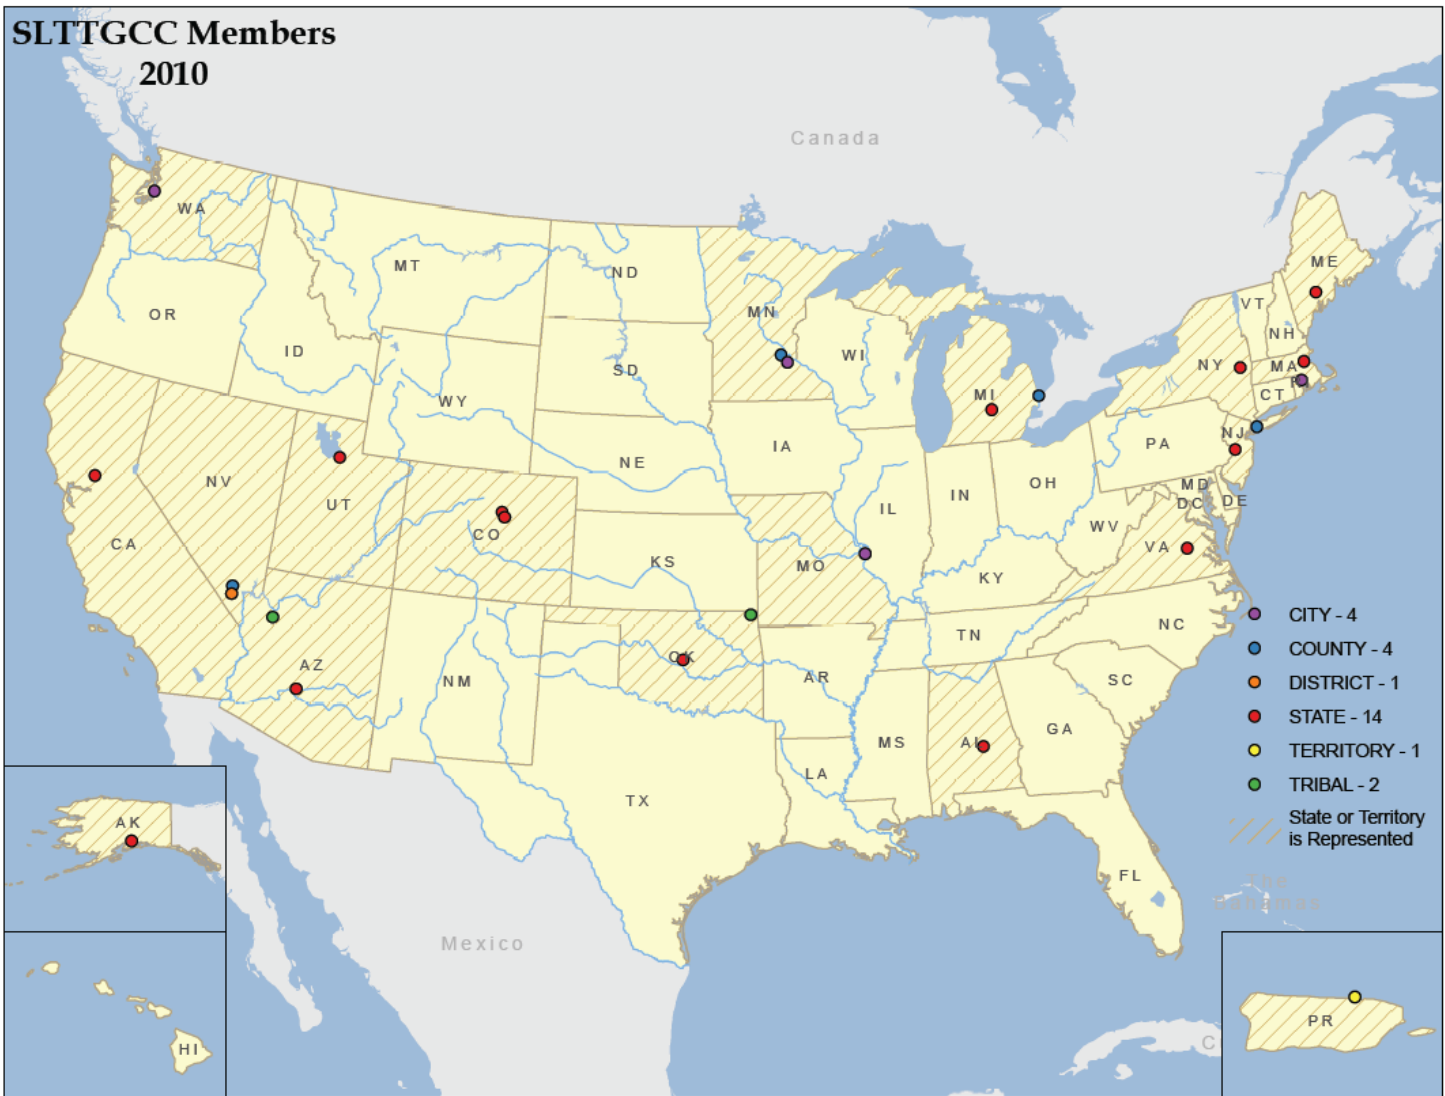 SLTTGCC Members
2010
Canada
WA
MT
ND
ME
OR
MN
VT
NH
ID
SD
WI
NY
MA
WY
MI
CT
IA
PA
NJ
NE
NV
UT
IN
OH
MD
DC
DE
IL
CO
WV
CA
KS
MO
VA
KY
NC
TN
AZ
OK
NM
AR
SC
MS
AL
GA
LA
TX
FL
CITY - 4
COUNTY - 4
DISTRICT - 1
STATE - 14
TERRITORY - 1
TRIBAL - 2
State or Territory
is Represented
AK
The
Bahamas
Mexico
HI
PR